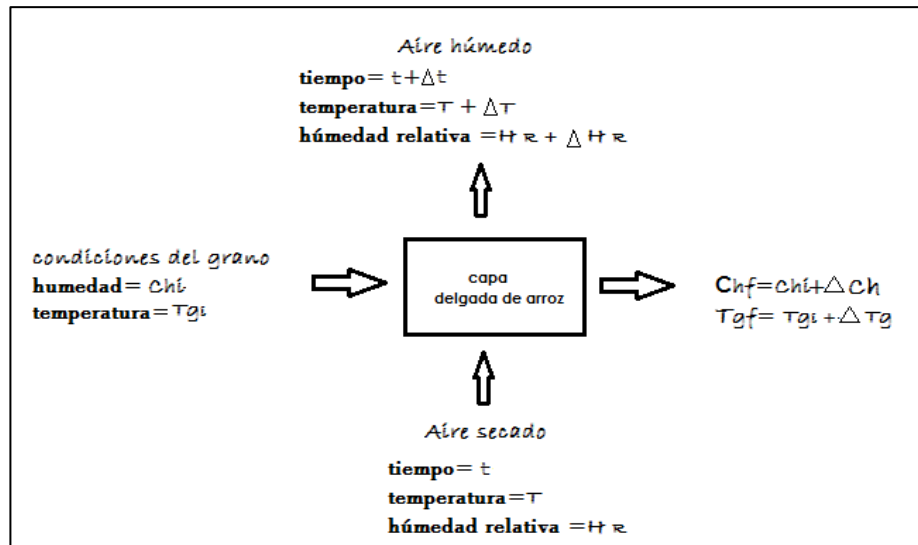 Aire húmedo
tiempo= t+△t
temperatura=T + △T
húmedad relativa =H R + △ H R
condiciones del grano
humedad= Chi
temperatura=Tgi
capa
delgada de arroz
Chf=Chi+△ Ch
Tgf= Tgi +△ Tg
Aire secado
tiempo= t
temperatura=T
húmedad relativa =H R